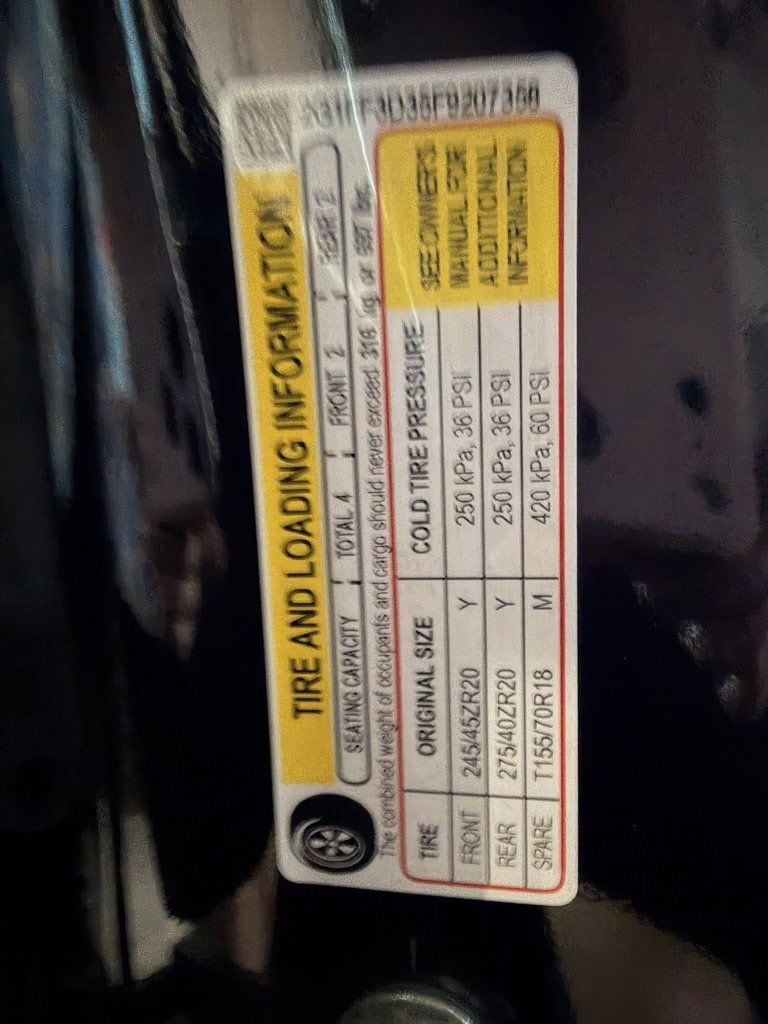 TIRE AND LOADING INFORMATION
SEATING CAPACITY TOTAL 4 FRONT 2 REAR 2
The combined weight of occupants and cargo should never exceed 316 kg or 697 lbs.
TIRE ORIGINAL SIZE COLD TIRE PRESSURE
FRONT 245/45ZR20 Y 250 kPa, 36 PSI
REAR 275/40ZR20 Y 250 kPa, 36 PSI
SPARE T155/70R18 M 420 kPa, 60 PSI
SEE OWNER'S
MANUAL FOR
ADDITIONAL
INFORMATION